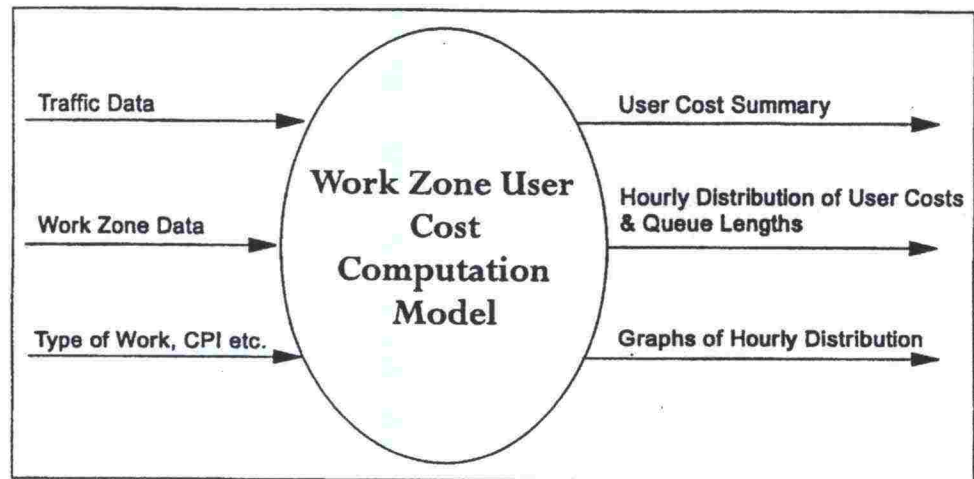 Traffic Data
Work Zone Data
Type of Work, CPI etc.
Work Zone User
Cost
Computation
Model
User Cost Summary
Hourly Distribution of User Costs
& Queue Lengths
Graphs of Hourly Distribution